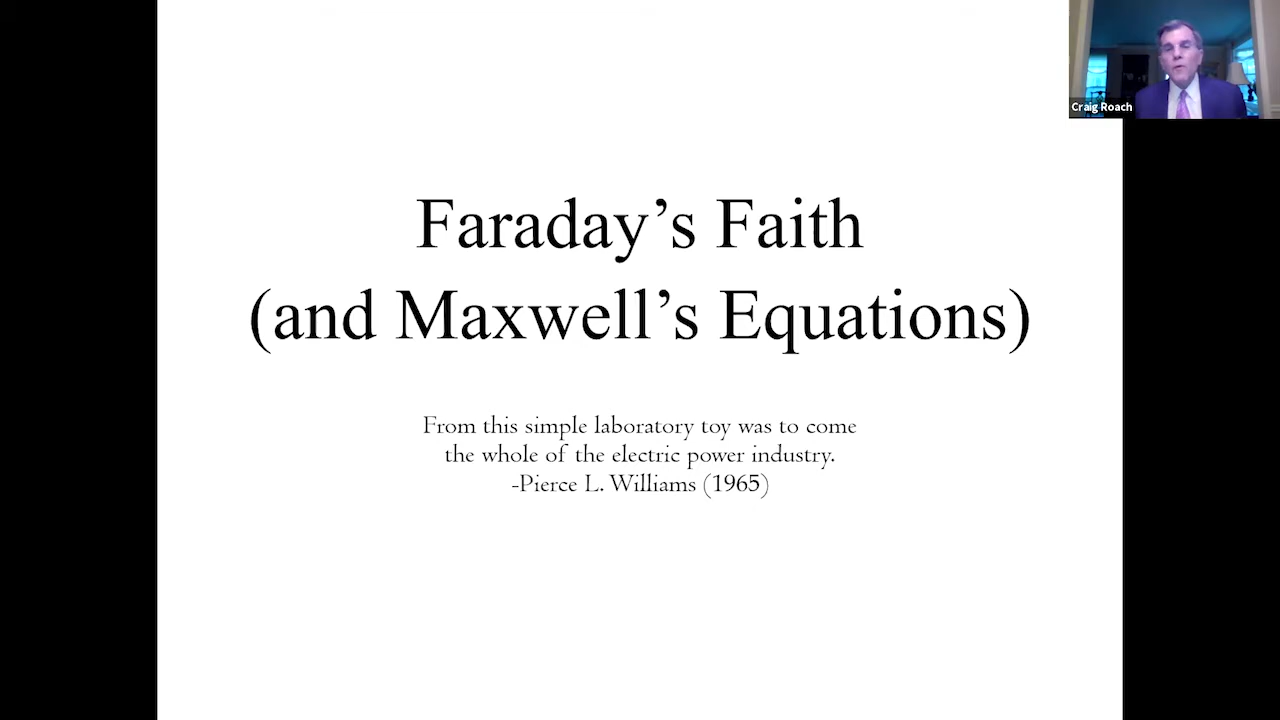 Craig Roach
Faraday’s Faith
(and Maxwell’s Equations)
From this simple laboratory toy was to come
the whole of the electric power industry.
-Pierce L. Williams (1965)